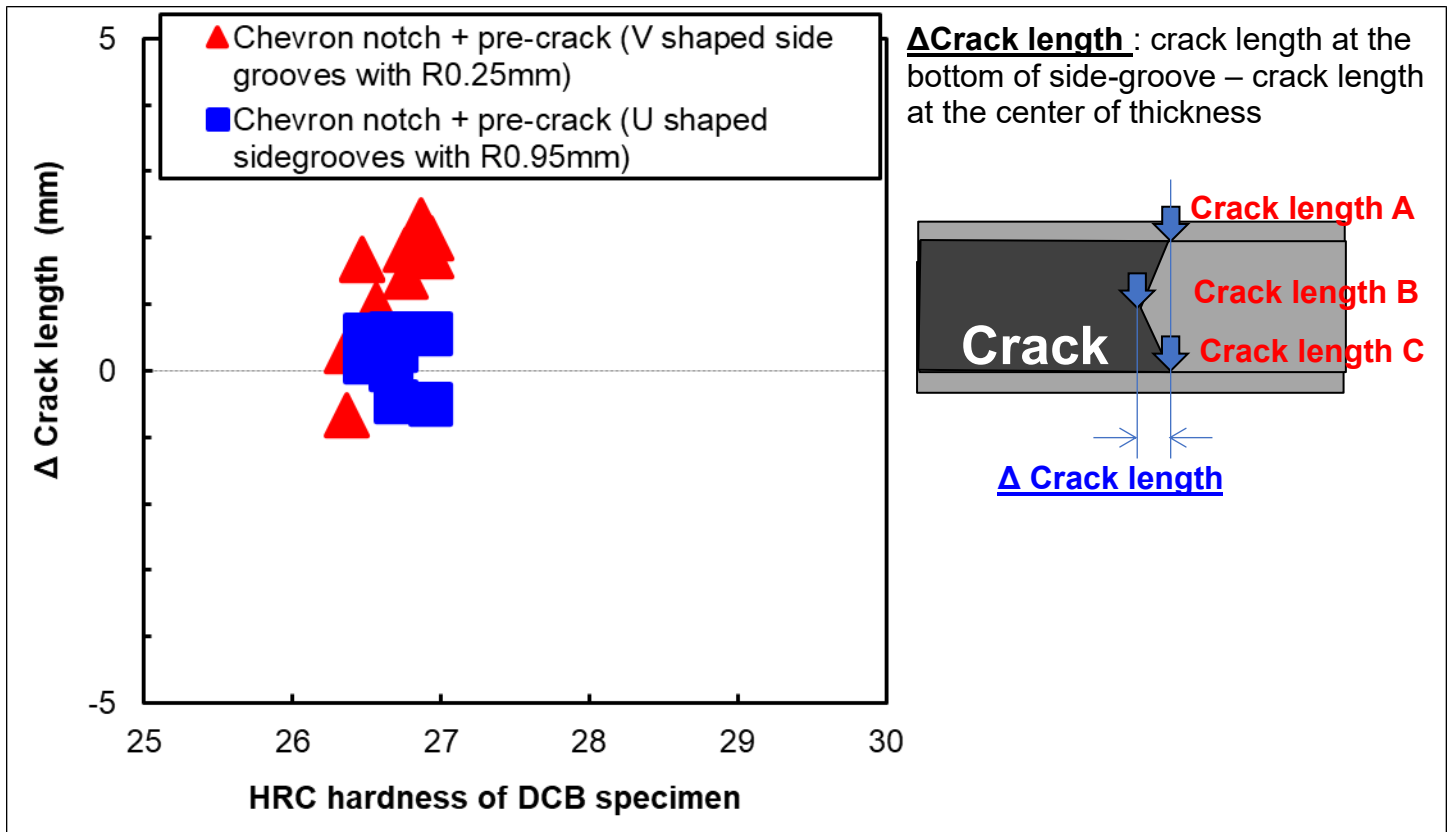 Chevron notch + pre-crack (V shaped side
grooves with R0.25mm)
Chevron notch + pre-crack (U shaped
sidegrooves with R0.95mm)
5
0
-5
Δ Crack length (mm)
25 26 27 28 29 30
HRC hardness of DCB specimen
ΔCrack length : crack length at the
bottom of side-groove – crack length
at the center of thickness
Crack length A
Crack length B
Crack
Crack length C
Δ Crack length